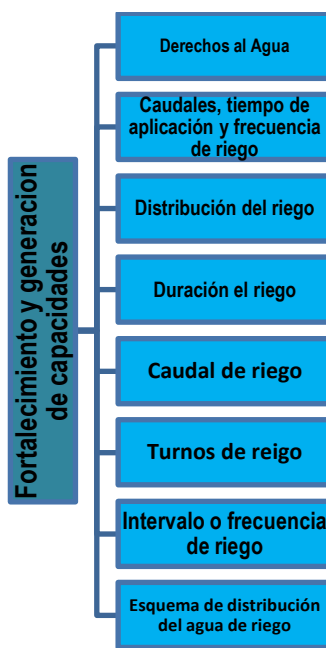 Fortalecimiento y generacion
de capacidades
Derechos al Agua
Caudales, tiempo de
aplicación y frecuencia
de riego
Distribución del riego
Duración el riego
Caudal de riego
Turnos de reigo
Intervalo o frecuencia
de riego
Esquema de distribución
del agua de riego